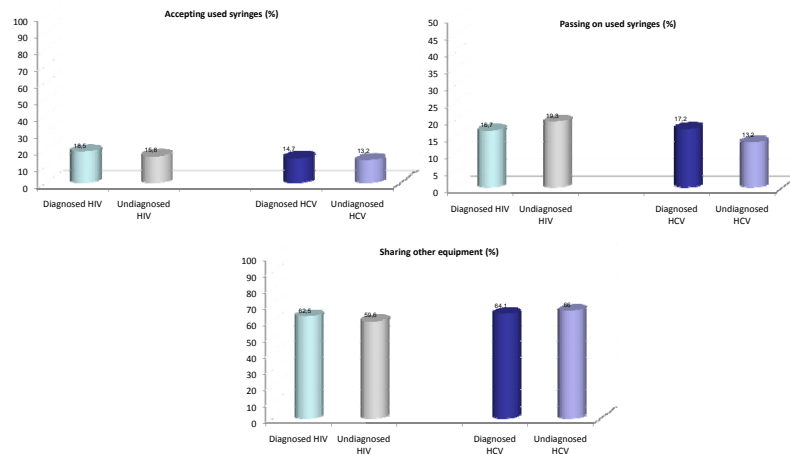 Accepting used syringes (%)
100
90
80
70
60
50
40
30
20
10
0
18,5
15,8
14,7
13,2
Diagnosed HIV
Undiagnosed
HIV
Diagnosed HCV
Undiagnosed
HCV
Passing on used syringes (%)
50
45
40
35
30
25
20
15
10
5
0
16,7
19,3
17,2
13,2
Diagnosed HIV
Undiagnosed
HIV
Diagnosed
HCV
Undiagnosed
HCV
Sharing other equipment (%)
100
90
80
70
60
50
40
30
20
10
0
62,5
59,6
64,1
66
Diagnosed HIV
Undiagnosed
HIV
Diagnosed
HCV
Undiagnosed
HCV